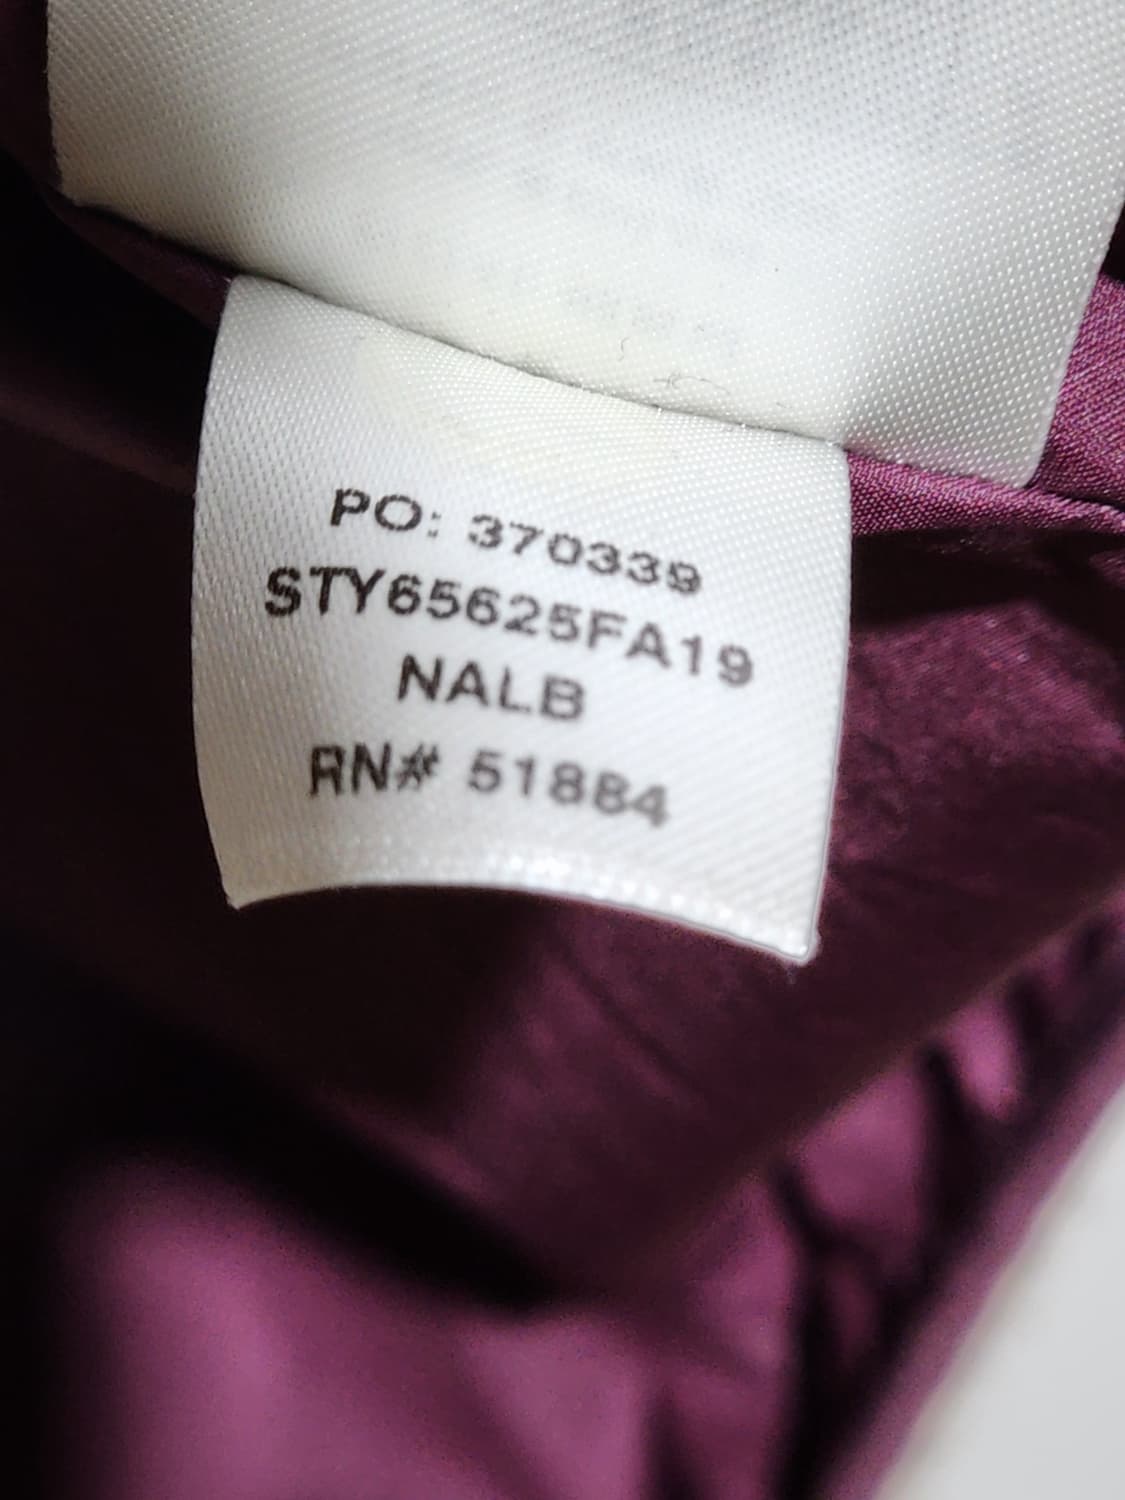 PO: 370339
STY65625FA19
NALB
RN# 51884